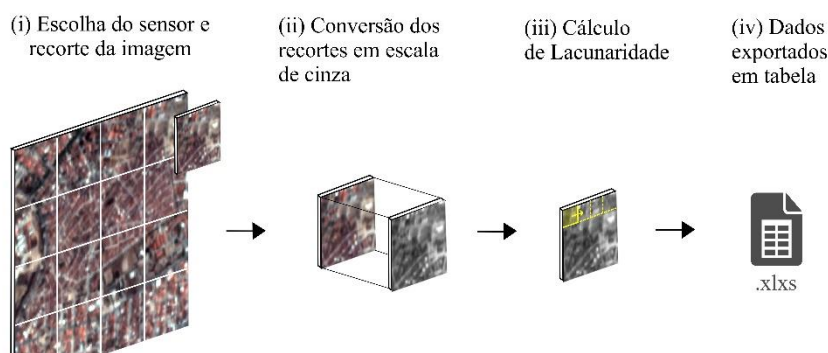 (i) Escolha do sensor e
recorte da imagem
(ii) Conversão dos
recortes em escala
de cinza
(iii) Cálculo
de Lacunaridade
(iv) Dados
exportados
em tabela
.xlxs